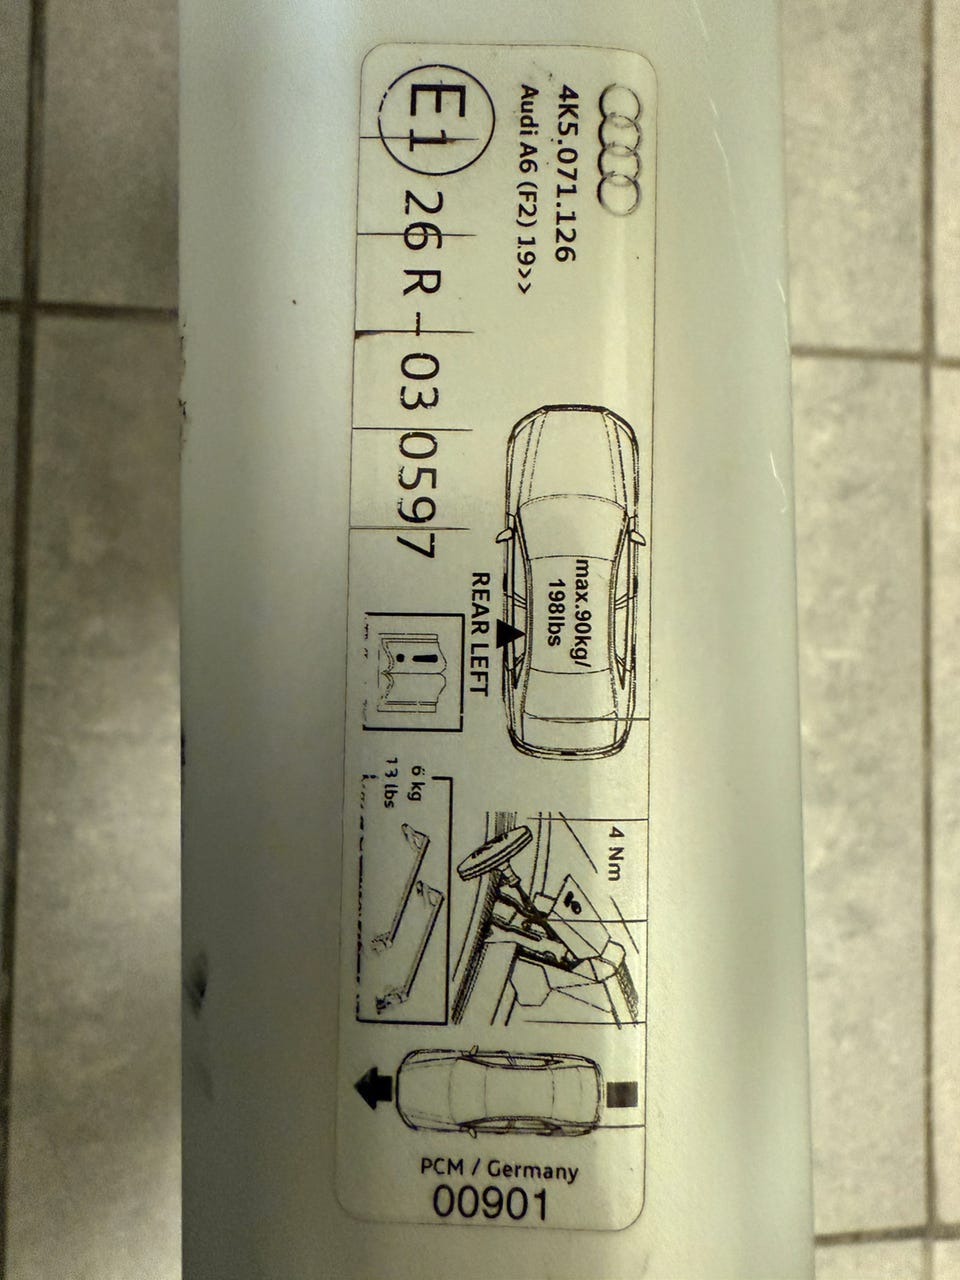 4K5.071.126
Audi A6 (F2) 19>>
E1 26 R - 03 0597
max.90kg/
198lbs
REAR LEFT
4 Nm
6 kg
13 lbs
PCM / Germany
00901